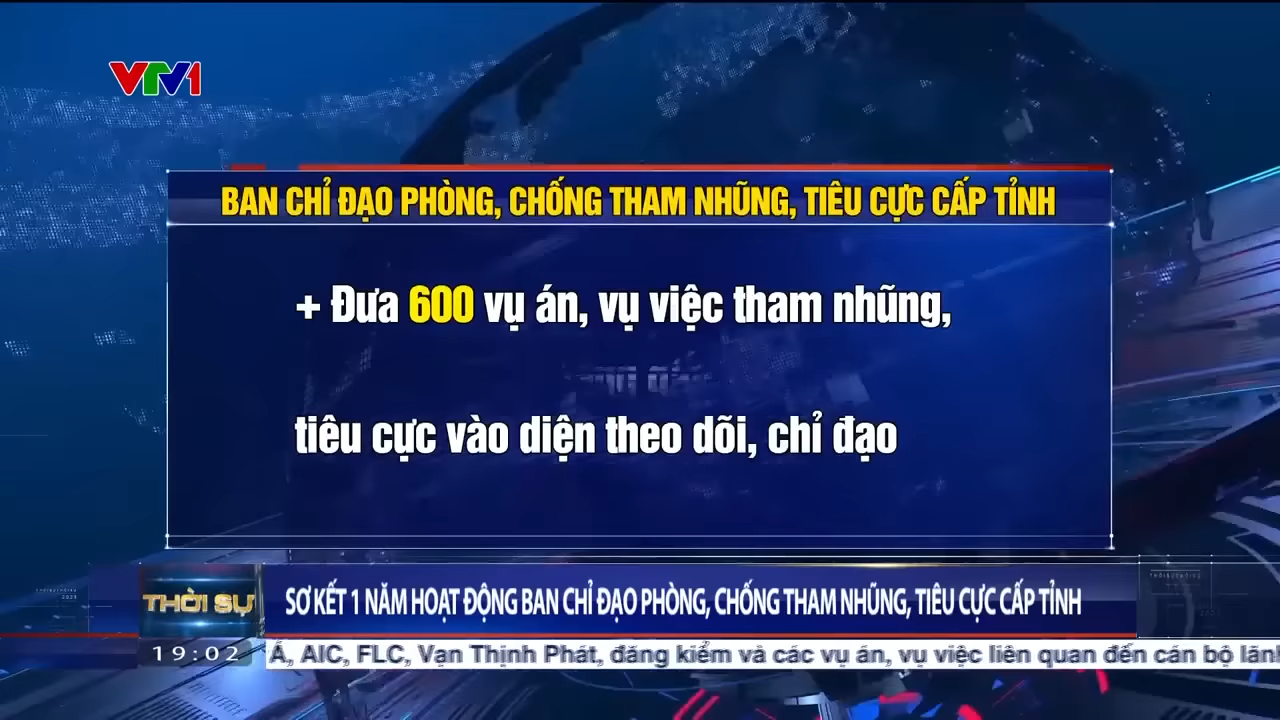 VTV1
BAN CHỈ ĐẠO PHÒNG, CHỐNG THAM NHŨNG, TIÊU CỰC CẤP TỈNH
+ Đưa 600 vụ án, vụ việc tham nhũng,
tiêu cực vào diện theo dõi, chỉ đạo
THỜI SỰ
SƠ KẾT 1 NĂM HOẠT ĐỘNG BAN CHỈ ĐẠO PHÒNG, CHỐNG THAM NHŨNG, TIÊU CỰC CẤP TỈNH
19:02
Á, AIC, FLC, Vạn Thịnh Phát, đăng kiểm và các vụ án, vụ việc liên quan đến cán bộ lãnh